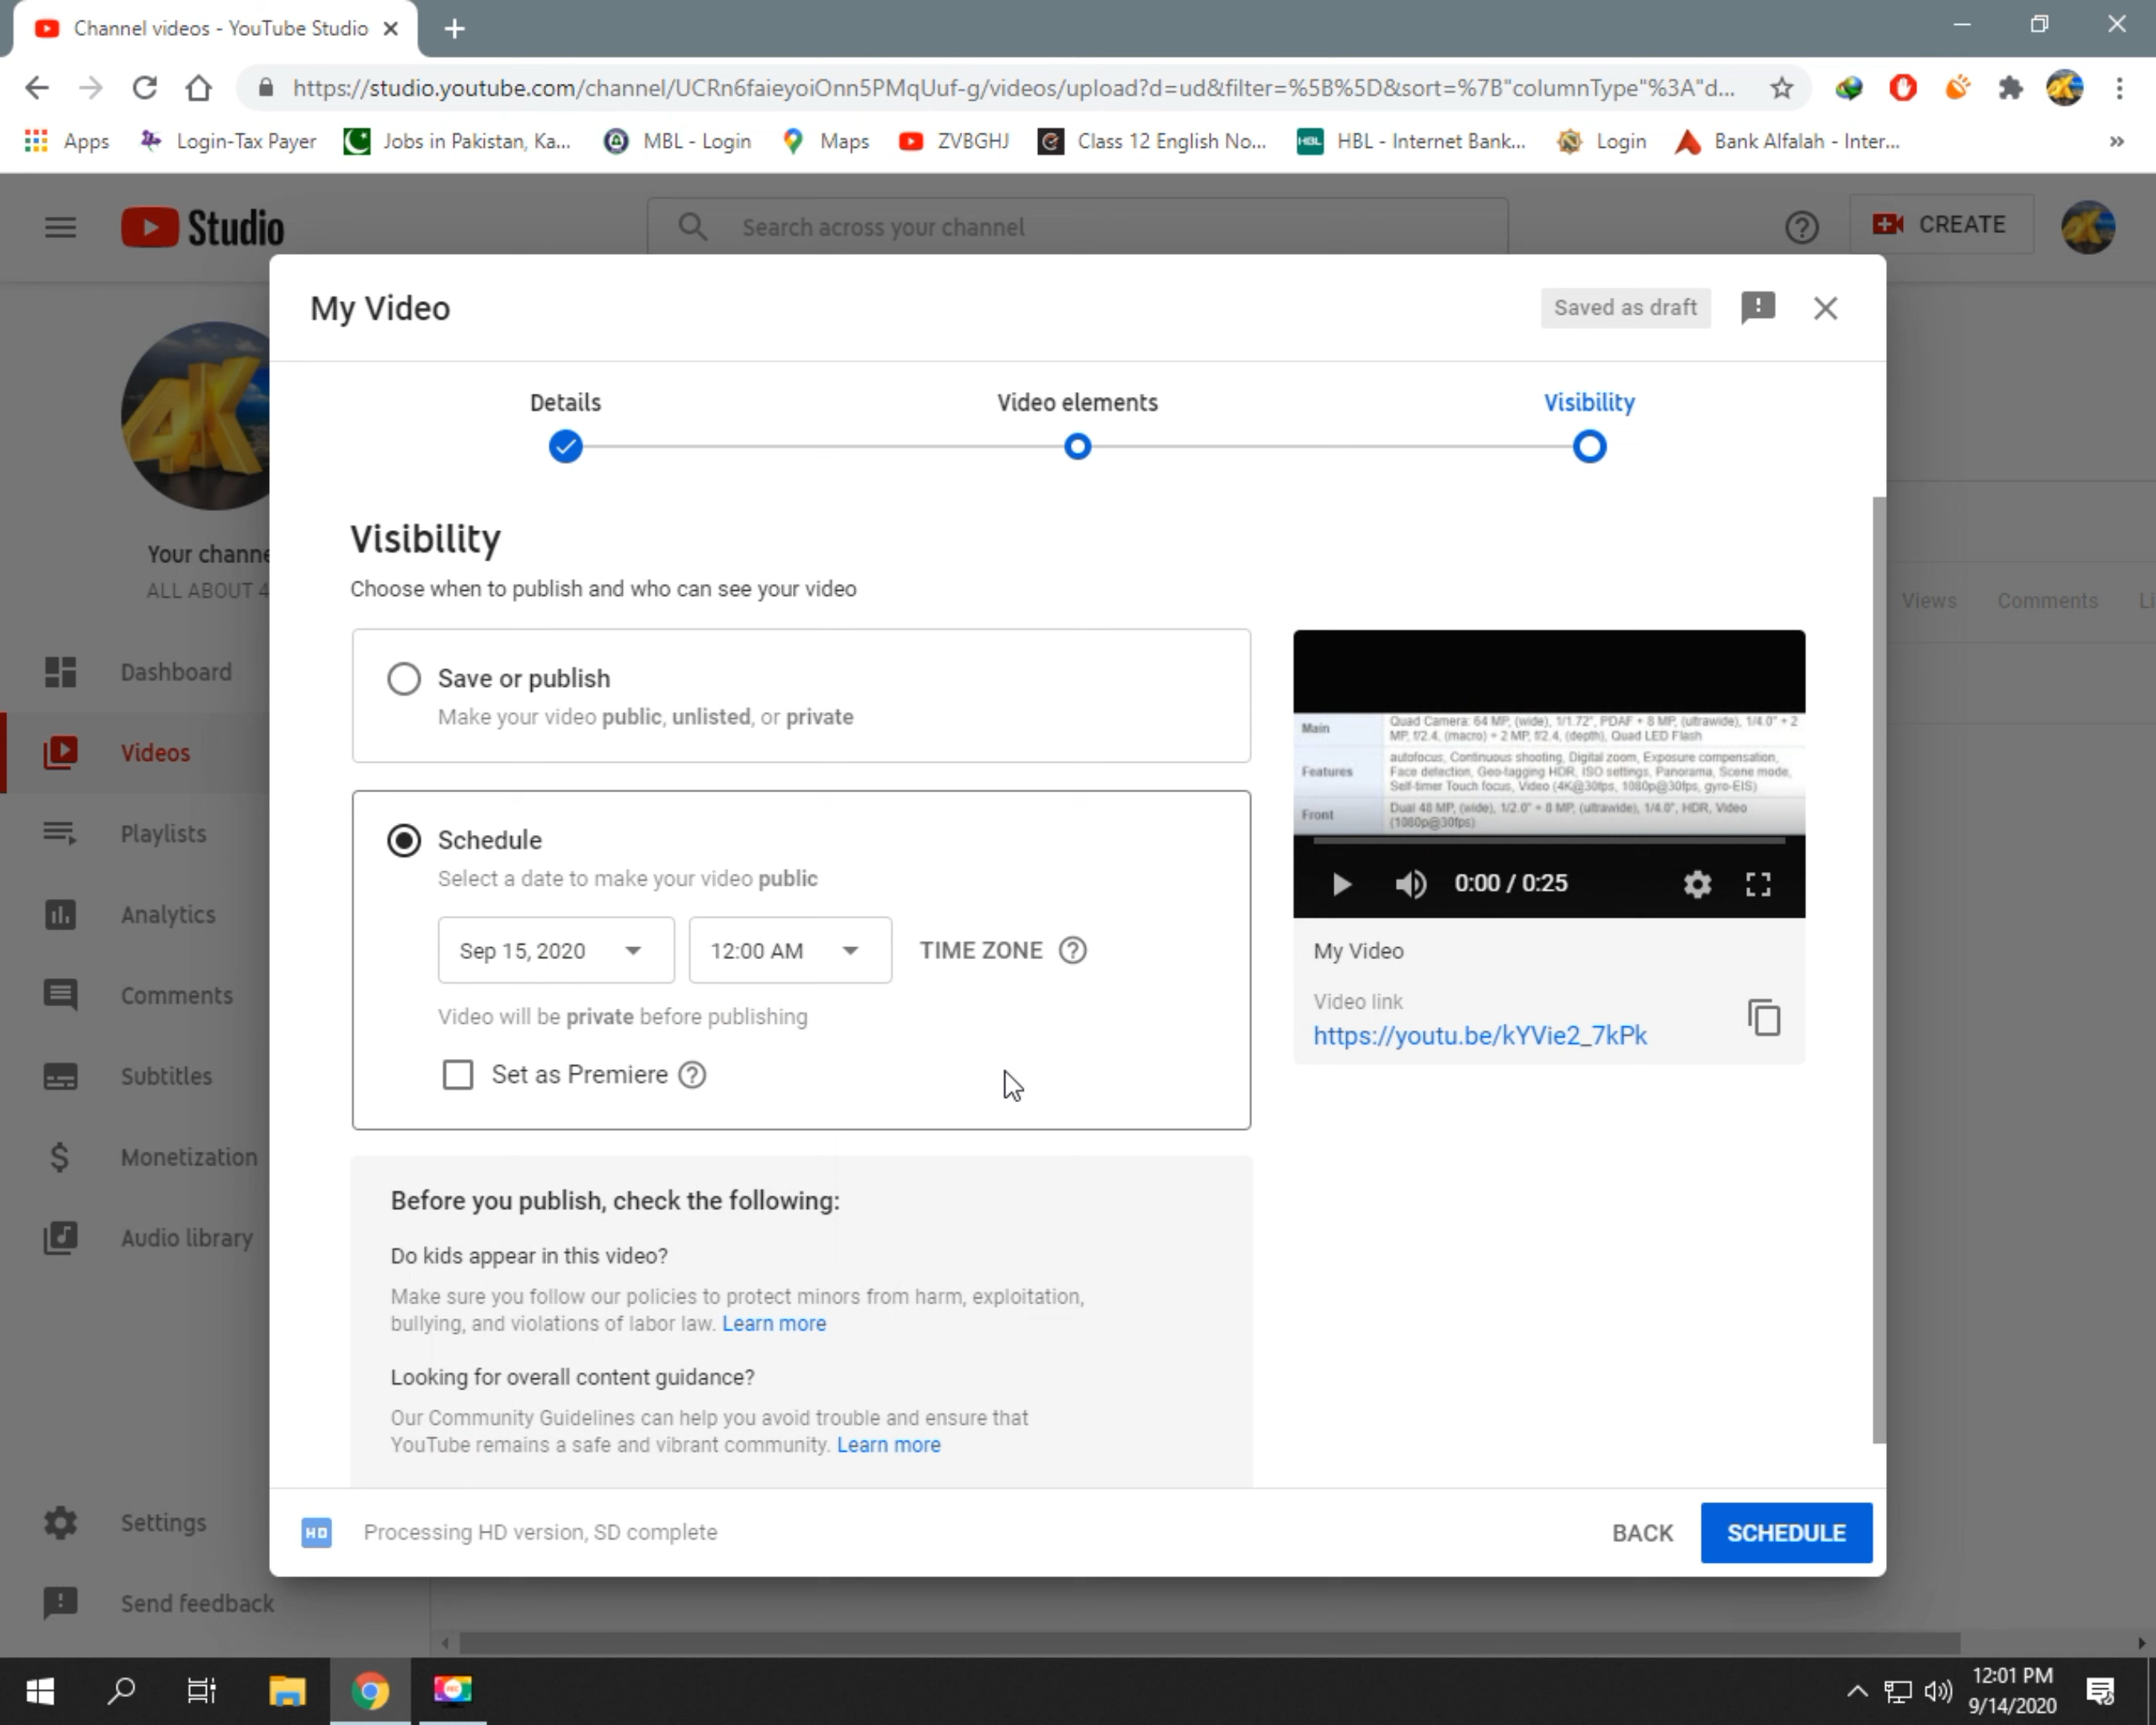 Channel videos - YouTube Studio
https://studio.youtube.com/channel/UCRn6faieyoiOnn5PMqUuf-g/videos/upload?d=ud&filter=%5B%5D&sort=%7B"columnType"%3A"d...
Apps
Login-Tax Payer
Jobs in Pakistan, Ka...
MBL - Login
Maps
ZVBGHJ
Class 12 English No...
HBL
HBL - Internet Bank...
Login
Bank Alfalah - Inter...
Studio
Search across your channel
CREATE
My Video
Saved as draft
Details
Video elements
Visibility
4K
Your channe
ALL ABOUT 4
Dashboard
Videos
Playlists
Analytics
Comments
Subtitles
Monetization
Audio library
Settings
Send feedback
Views
Comments
Li
Visibility
Choose when to publish and who can see your video
Save or publish
Make your video public, unlisted, or private
Schedule
Select a date to make your video public
Sep 15, 2020
12:00 AM
TIME ZONE
Video will be private before publishing
Set as Premiere
Before you publish, check the following:
Do kids appear in this video?
Make sure you follow our policies to protect minors from harm, exploitation,
bullying, and violations of labor law. Learn more
Looking for overall content guidance?
Our Community Guidelines can help you avoid trouble and ensure that
YouTube remains a safe and vibrant community. Learn more
Main
Quad Camera: 64 MP, (wide), 1/1.72", PDAF + 8 MP, (ultrawide), 1/4.0" + 2
MP, f/2.4, (macro) + 2 MP, f/2.4, (depth), Quad LED Flash
Features
autofocus, Continuous shooting, Digital zoom, Exposure compensation,
Face detection, Geo-tagging HDR, ISO settings, Panorama, Scene mode,
Self-timer Touch focus, Video (4K@30fps, 1080p@30fps, gyro-EIS)
Front
Dual 48 MP, (wide), 1/2.0" + 8 MP, (ultrawide), 1/4.0", HDR, Video
(1080p@30fps)
0:00 / 0:25
My Video
Video link
https://youtu.be/kYVie2_7kPk
HD
Processing HD version, SD complete
BACK
SCHEDULE
12:01 PM
9/14/2020